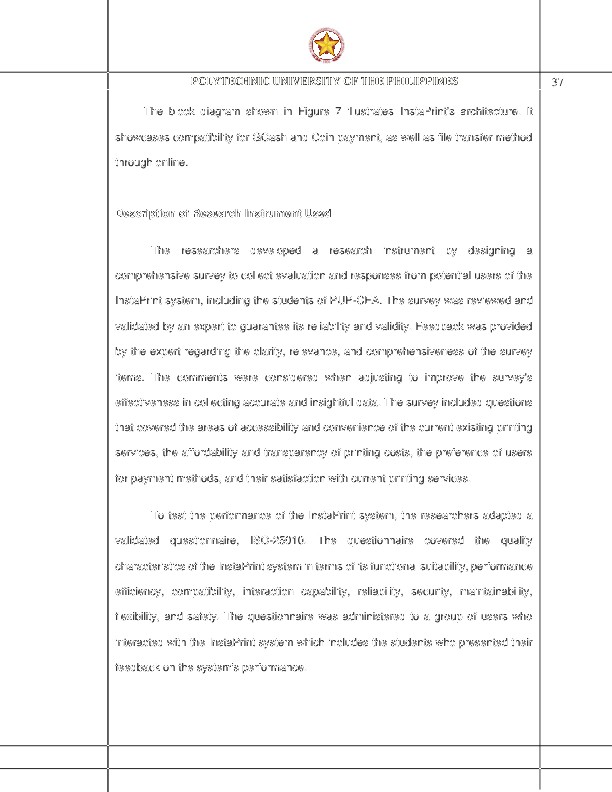 POLYTECHNIC UNIVERSITY OF THE PHILIPPINES
37
The block diagram shown in Figure 7 illustrates InstaPrint's architecture. It
showcases compatibility for GCash and Coin payment, as well as file transfer method
through online.
Description of Research Instrument Used
The researchers developed a research instrument by designing a
comprehensive survey to collect evaluation and responses from potential users of the
InstaPrint system, including the students of PUP-CEA. The survey was reviewed and
validated by an expert to guarantee its reliability and validity. Feedback was provided
by the expert regarding the clarity, relevance, and comprehensiveness of the survey
items. The comments were considered when adjusting to improve the survey's
effectiveness in collecting accurate and insightful data. The survey included questions
that covered the areas of accessibility and convenience of the current existing printing
services, the affordability and transparency of printing costs, the preference of users
for payment methods, and their satisfaction with current printing services.
To test the performance of the InstaPrint system, the researchers adapted a
validated questionnaire, ISO-25010. The questionnaire covered the quality
characteristics of the InstaPrint system in terms of its functional suitability, performance
efficiency, compatibility, interaction capability, reliability, security, maintainability,
flexibility, and safety. The questionnaire was administered to a group of users who
interacted with the InstaPrint system which includes the students who presented their
feedback on the system's performance.